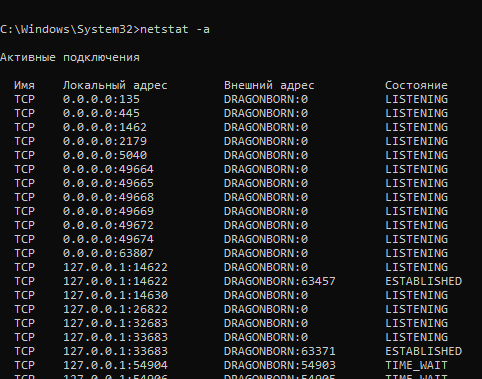 C:\Windows\System32>netstat -a
Активные подключения
Имя Локальный адрес Внешний адрес Состояние
TCP 0.0.0.0:135 DRAGONBORN:0 LISTENING
TCP 0.0.0.0:445 DRAGONBORN:0 LISTENING
TCP 0.0.0.0:1462 DRAGONBORN:0 LISTENING
TCP 0.0.0.0:2179 DRAGONBORN:0 LISTENING
TCP 0.0.0.0:5040 DRAGONBORN:0 LISTENING
TCP 0.0.0.0:49664 DRAGONBORN:0 LISTENING
TCP 0.0.0.0:49665 DRAGONBORN:0 LISTENING
TCP 0.0.0.0:49668 DRAGONBORN:0 LISTENING
TCP 0.0.0.0:49669 DRAGONBORN:0 LISTENING
TCP 0.0.0.0:49672 DRAGONBORN:0 LISTENING
TCP 0.0.0.0:49674 DRAGONBORN:0 LISTENING
TCP 0.0.0.0:63807 DRAGONBORN:0 LISTENING
TCP 127.0.0.1:14622 DRAGONBORN:0 LISTENING
TCP 127.0.0.1:14622 DRAGONBORN:63457 ESTABLISHED
TCP 127.0.0.1:14630 DRAGONBORN:0 LISTENING
TCP 127.0.0.1:26822 DRAGONBORN:0 LISTENING
TCP 127.0.0.1:32683 DRAGONBORN:0 LISTENING
TCP 127.0.0.1:33683 DRAGONBORN:0 LISTENING
TCP 127.0.0.1:33683 DRAGONBORN:63371 ESTABLISHED
TCP 127.0.0.1:54904 DRAGONBORN:54903 TIME_WAIT
TCP 127.0.0.1:54906 DRAGONBORN:54905 TIME_WAIT